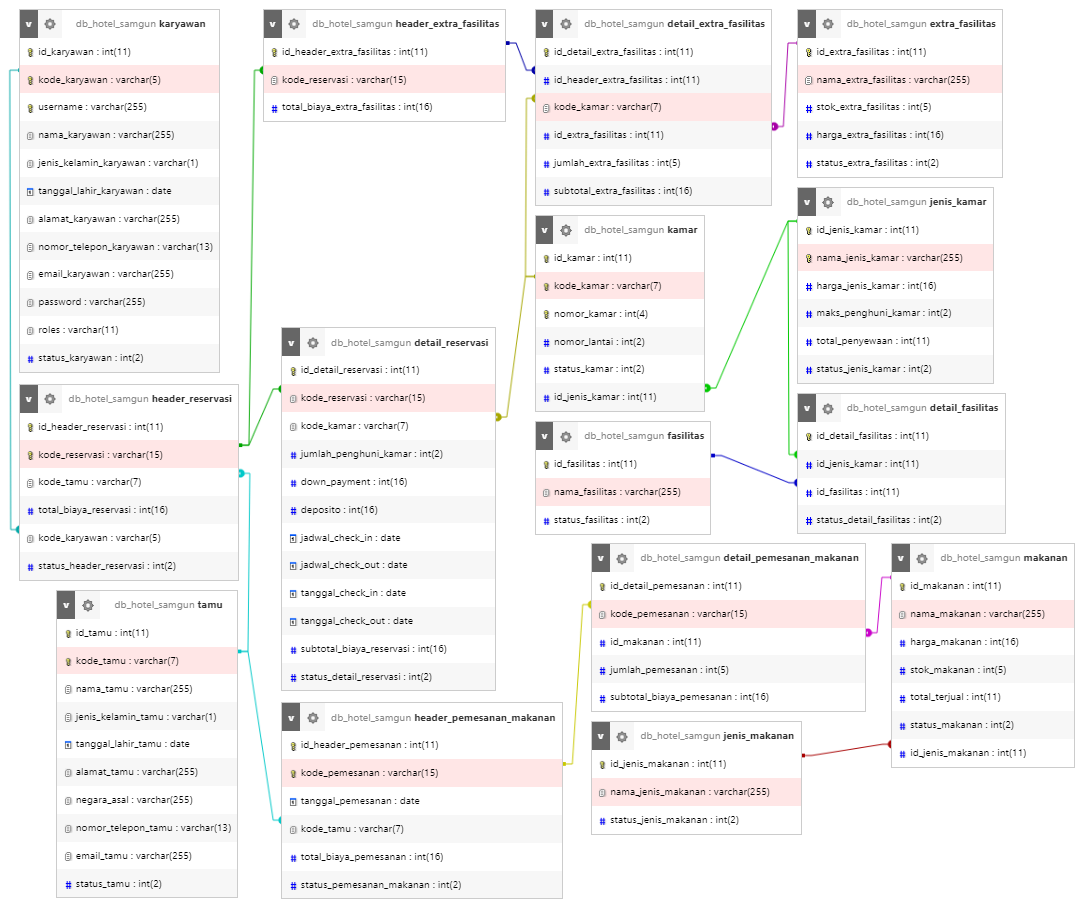 v db_hotel_samgun karyawan
id_karyawan : int(11)
kode_karyawan : varchar(5)
username : varchar(255)
nama_karyawan : varchar(255)
jenis_kelamin_karyawan : varchar(1)
tanggal_lahir_karyawan : date
alamat_karyawan : varchar(255)
nomor_telepon_karyawan : varchar(13)
email_karyawan : varchar(255)
password : varchar(255)
roles : varchar(11)
# status_karyawan : int(2)
v db_hotel_samgun header_extra_fasilitas
id_header_extra_fasilitas : int(11)
kode_reservasi : varchar(15)
# total_biaya_extra_fasilitas : int(16)
v db_hotel_samgun detail_extra_fasilitas
id_detail_extra_fasilitas : int(11)
# id_header_extra_fasilitas : int(11)
kode_kamar : varchar(7)
# id_extra_fasilitas : int(11)
# jumlah_extra_fasilitas : int(5)
# subtotal_extra_fasilitas : int(16)
v db_hotel_samgun extra_fasilitas
id_extra_fasilitas : int(11)
nama_extra_fasilitas : varchar(255)
# stok_extra_fasilitas : int(5)
# harga_extra_fasilitas : int(16)
# status_extra_fasilitas : int(2)
v db_hotel_samgun jenis_kamar
id_jenis_kamar : int(11)
nama_jenis_kamar : varchar(255)
# harga_jenis_kamar : int(16)
# maks_penghuni_kamar : int(2)
# total_penyewaan : int(11)
# status_jenis_kamar : int(2)
v db_hotel_samgun kamar
id_kamar : int(11)
kode_kamar : varchar(7)
nomor_kamar : int(4)
# nomor_lantai : int(2)
# status_kamar : int(2)
# id_jenis_kamar : int(11)
v db_hotel_samgun detail_reservasi
id_detail_reservasi : int(11)
kode_reservasi : varchar(15)
kode_kamar : varchar(7)
# jumlah_penghuni_kamar : int(2)
# down_payment : int(16)
# deposito : int(16)
jadwal_check_in : date
jadwal_check_out : date
tanggal_check_in : date
tanggal_check_out : date
# subtotal_biaya_reservasi : int(16)
# status_detail_reservasi : int(2)
v db_hotel_samgun header_reservasi
id_header_reservasi : int(11)
kode_reservasi : varchar(15)
kode_tamu : varchar(7)
# total_biaya_reservasi : int(16)
kode_karyawan : varchar(5)
# status_header_reservasi : int(2)
v db_hotel_samgun detail_fasilitas
id_detail_fasilitas : int(11)
# id_jenis_kamar : int(11)
# id_fasilitas : int(11)
# status_detail_fasilitas : int(2)
v db_hotel_samgun fasilitas
id_fasilitas : int(11)
nama_fasilitas : varchar(255)
# status_fasilitas : int(2)
v db_hotel_samgun detail_pemesanan_makanan
id_detail_pemesanan : int(11)
kode_pemesanan : varchar(15)
# id_makanan : int(11)
# jumlah_pemesanan : int(5)
# subtotal_biaya_pemesanan : int(16)
v db_hotel_samgun makanan
id_makanan : int(11)
nama_makanan : varchar(255)
# harga_makanan : int(16)
# stok_makanan : int(5)
# total_terjual : int(11)
# status_makanan : int(2)
# id_jenis_makanan : int(11)
v db_hotel_samgun tamu
id_tamu : int(11)
kode_tamu : varchar(7)
nama_tamu : varchar(255)
jenis_kelamin_tamu : varchar(1)
tanggal_lahir_tamu : date
alamat_tamu : varchar(255)
negara_asal : varchar(255)
nomor_telepon_tamu : varchar(13)
email_tamu : varchar(255)
# status_tamu : int(2)
v db_hotel_samgun header_pemesanan_makanan
id_header_pemesanan : int(11)
kode_pemesanan : varchar(15)
tanggal_pemesanan : date
kode_tamu : varchar(7)
# total_biaya_pemesanan : int(16)
# status_pemesanan_makanan : int(2)
v db_hotel_samgun jenis_makanan
id_jenis_makanan : int(11)
nama_jenis_makanan : varchar(255)
# status_jenis_makanan : int(2)